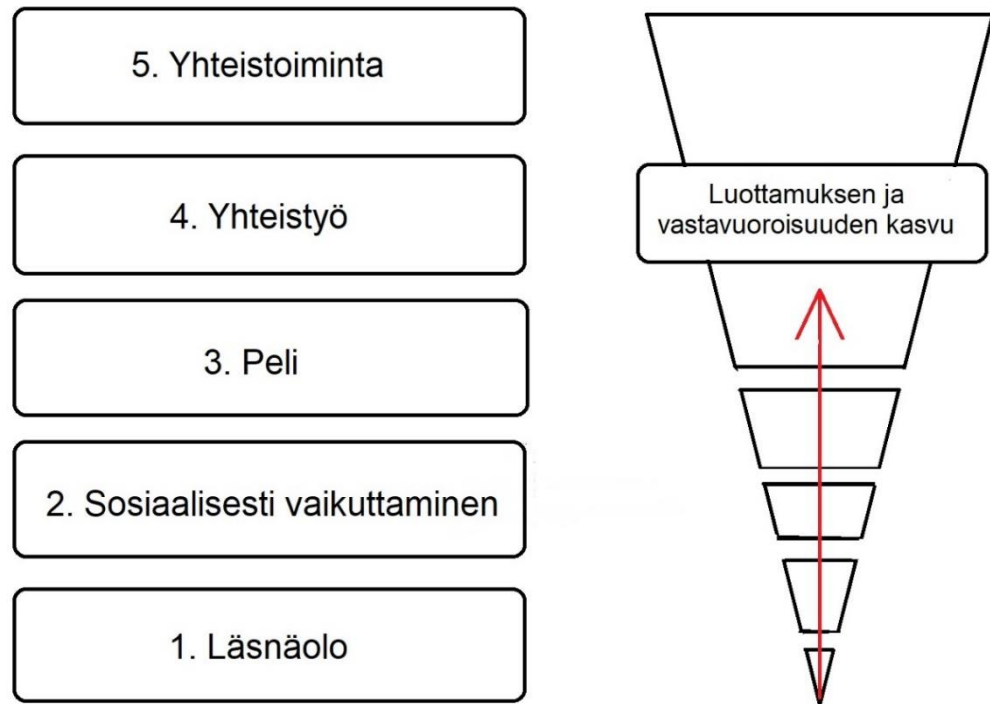 5. Yhteistoiminta
4. Yhteistyö
3. Peli
2. Sosiaalisesti vaikuttaminen
1. Läsnäolo
Luottamuksen ja
vastavuoroisuuden kasvu